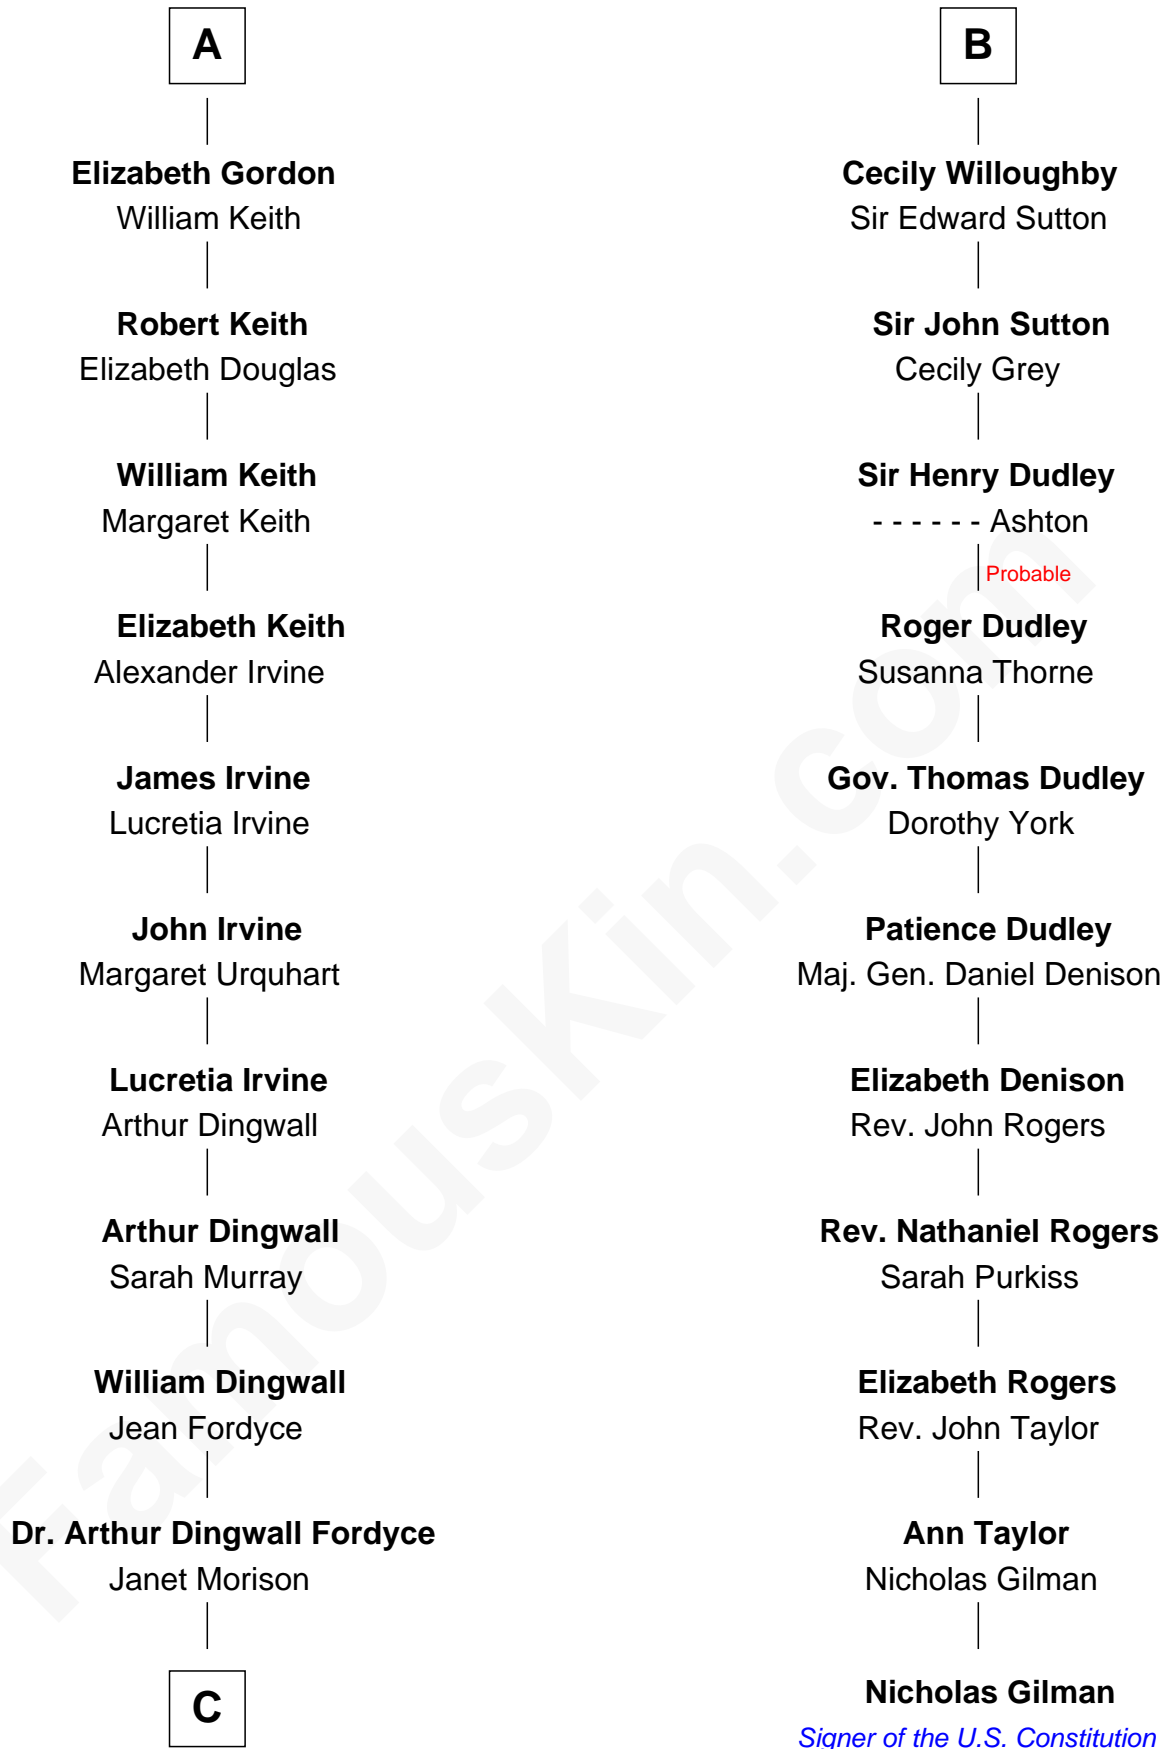 A
Elizabeth Gordon
William Keith
Robert Keith
Elizabeth Douglas
William Keith
Margaret Keith
Elizabeth Keith
Alexander Irvine
James Irvine
Lucretia Irvine
John Irvine
Margaret Urquhart
Lucretia Irvine
Arthur Dingwall
Arthur Dingwall
Sarah Murray
William Dingwall
Jean Fordyce
Dr. Arthur Dingwall Fordyce
Janet Morison
C
B
Cecily Willoughby
Sir Edward Sutton
Sir John Sutton
Cecily Grey
Sir Henry Dudley
- - - - - - Ashton
Probable
Roger Dudley
Susanna Thorne
Gov. Thomas Dudley
Dorothy York
Patience Dudley
Maj. Gen. Daniel Denison
Elizabeth Denison
Rev. John Rogers
Rev. Nathaniel Rogers
Sarah Purkiss
Elizabeth Rogers
Rev. John Taylor
Ann Taylor
Nicholas Gilman
Nicholas Gilman
Signer of the U.S. Constitution
FamousKin.com